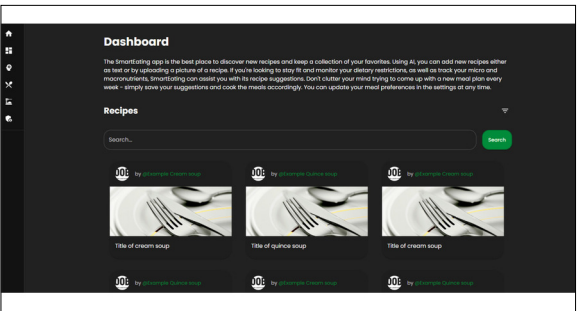 Dashboard
The SmartEating app is the best place to discover new recipes and keep a collection of your favorites. Using AI, you can add new recipes either
as text or by uploading a picture of a recipe. If you're looking to stay fit and monitor your dietary restrictions, as well as track your micro and
macronutrients, SmartEating can assist you with its recipe suggestions. Don't clutter your mind trying to come up with a new meal plan every
week - simply save your suggestions and cook the meals accordingly. You can update your meal preferences in the settings at any time.
Recipes
Search... Search
by @Example Cream soup by @Example Quince soup by @Example Cream soup
Title of cream soup Title of quince soup Title of cream soup
by @Example Quince soup by @Example Cream soup by @Example Quince soup